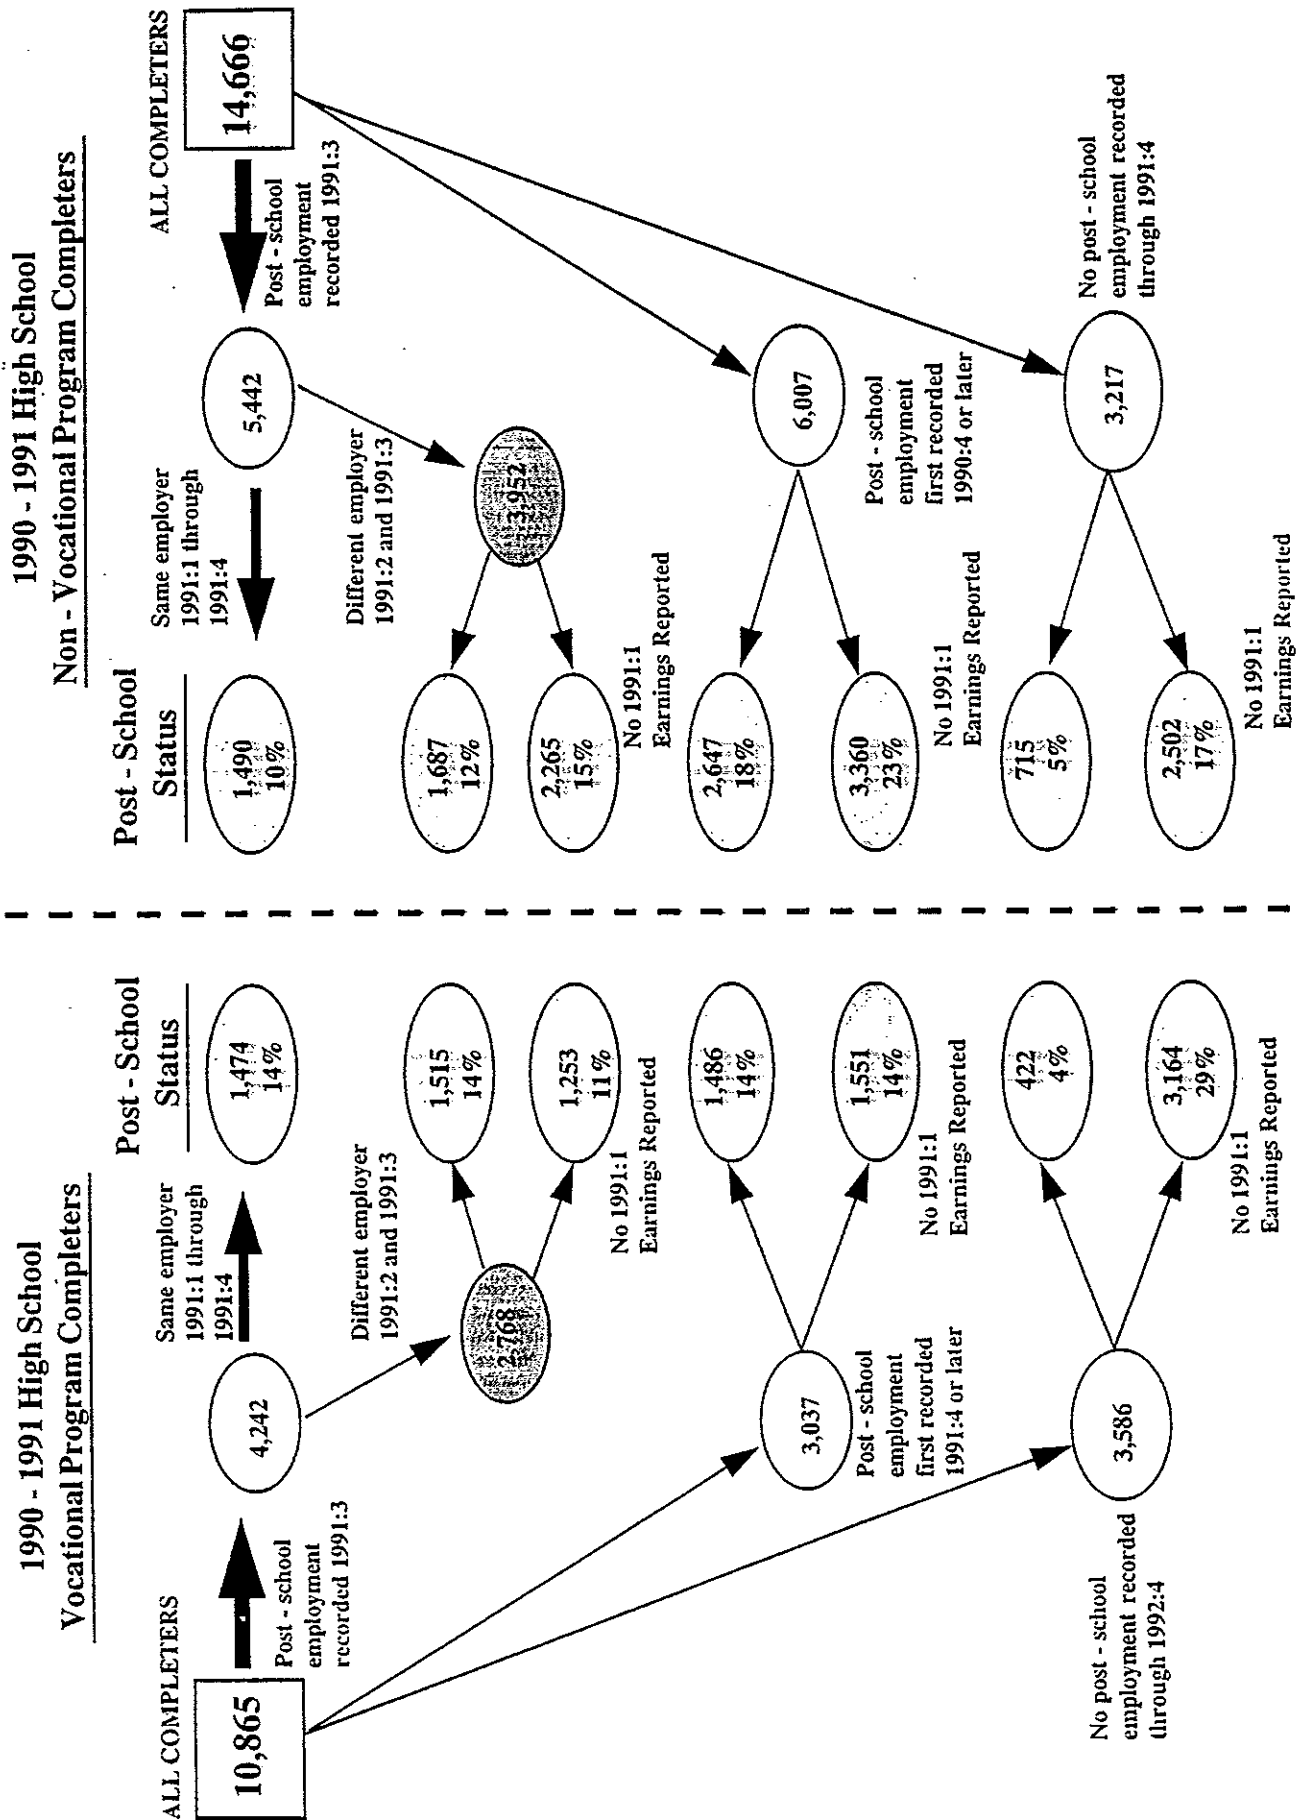 1990 - 1991 High School
Vocational Program Completers
ALL COMPLETERS
10,865
Post - school
employment
recorded 1991:3
4,242
Same employer
1991:1 through
1991:4
Post - School
Status
1,474
14%
Different employer
1991:2 and 1991:3
2,768
1,515
14%
1,253
11%
No 1991:1
Earnings Reported
3,037
Post - school
employment
first recorded
1991:4 or later
1,486
14%
1,551
14%
No 1991:1
Earnings Reported
No post - school
employment recorded
through 1992:4
3,586
422
4%
3,164
29%
No 1991:1
Earnings Reported
1990 - 1991 High School
Non - Vocational Program Completers
Post - School
Status
1,490
10%
Same employer
1991:1 through
1991:4
5,442
Post - school
employment
recorded 1991:3
ALL COMPLETERS
14,666
Different employer
1991:2 and 1991:3
3,952
1,687
12%
2,265
15%
No 1991:1
Earnings Reported
2,647
18%
3,360
23%
No 1991:1
Earnings Reported
6,007
Post - school
employment
first recorded
1990:4 or later
715
5%
2,502
17%
No 1991:1
Earnings Reported
3,217
No post - school
employment recorded
through 1991:4